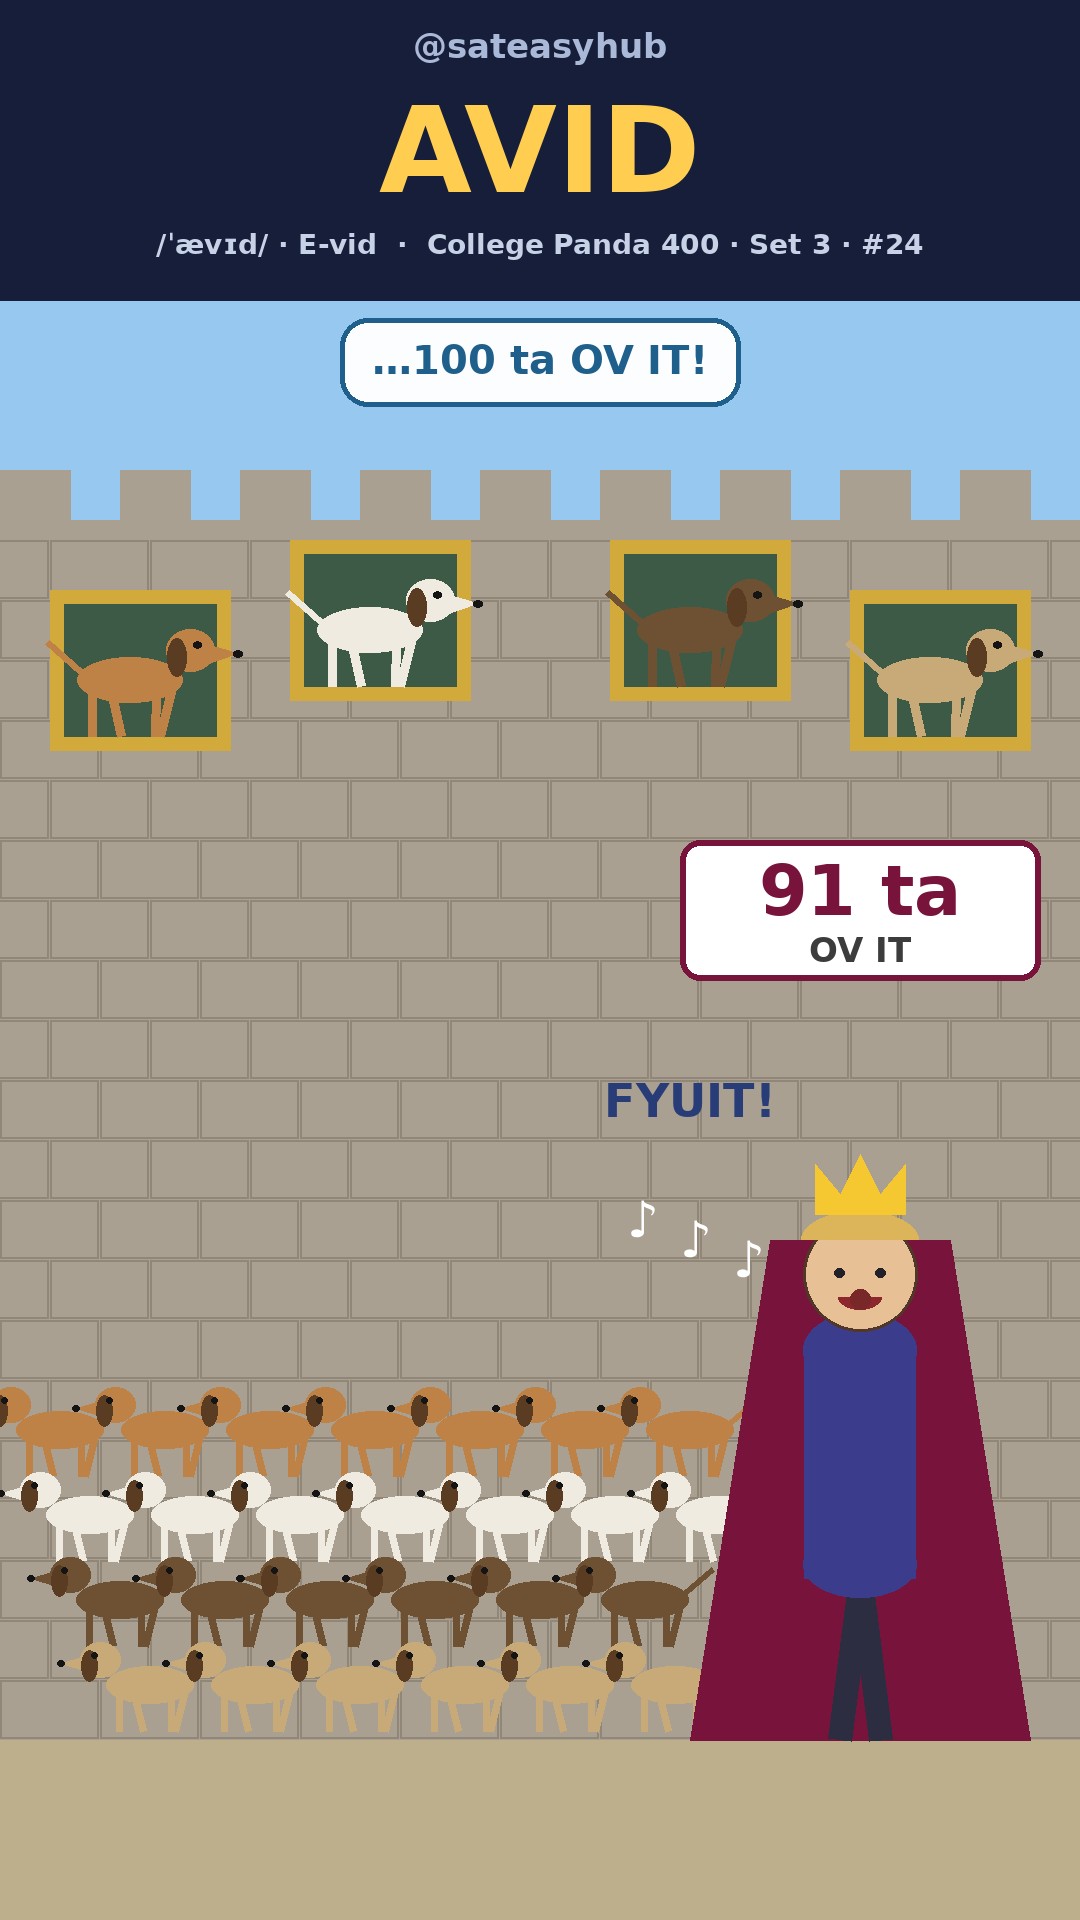 @sateasyhub
AVID
/ˈævɪd/ · E-vid · College Panda 400 · Set 3 · #24
...100 ta OV IT!
91 ta
OV IT
FYUIT!